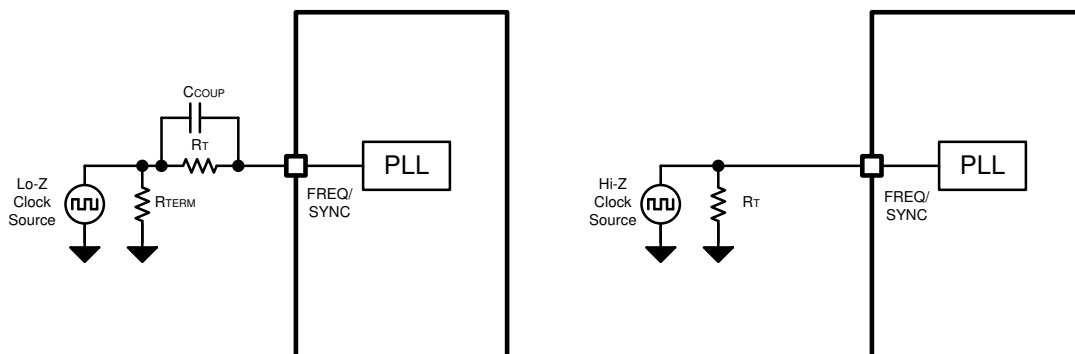 CCOUP
RT
PLL
Lo-Z
Clock
Source
RTERM
FREQ/
SYNC
PLL
Hi-Z
Clock
Source
RT
FREQ/
SYNC